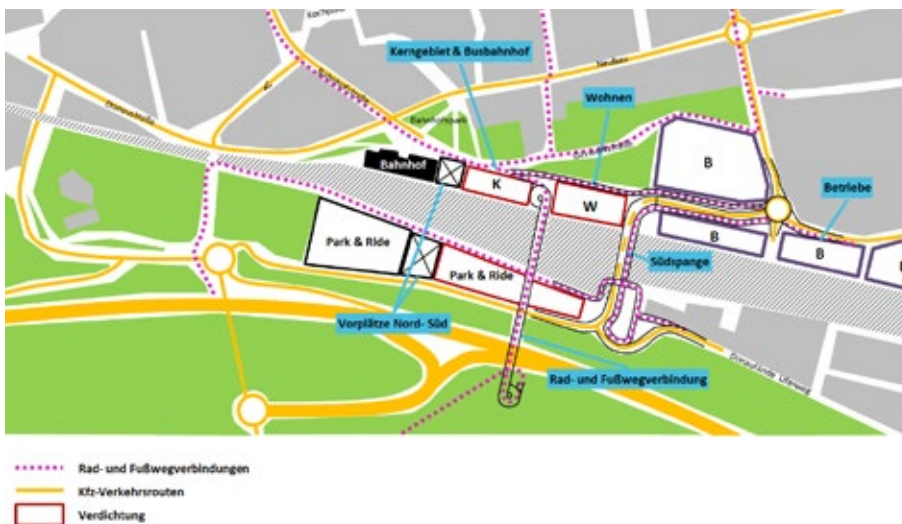 Kerngebiet & Busbahnhof
Wohnen
Bahnhofpark
Bahnhof
K
W
B
Betriebe
B
B
Park & Ride
Park & Ride
Südspange
Vorplätze Nord- Süd
Rad- und Fußwegverbindung
Rad- und Fußwegverbindungen
Kfz-Verkehrsrouten
Verdichtung